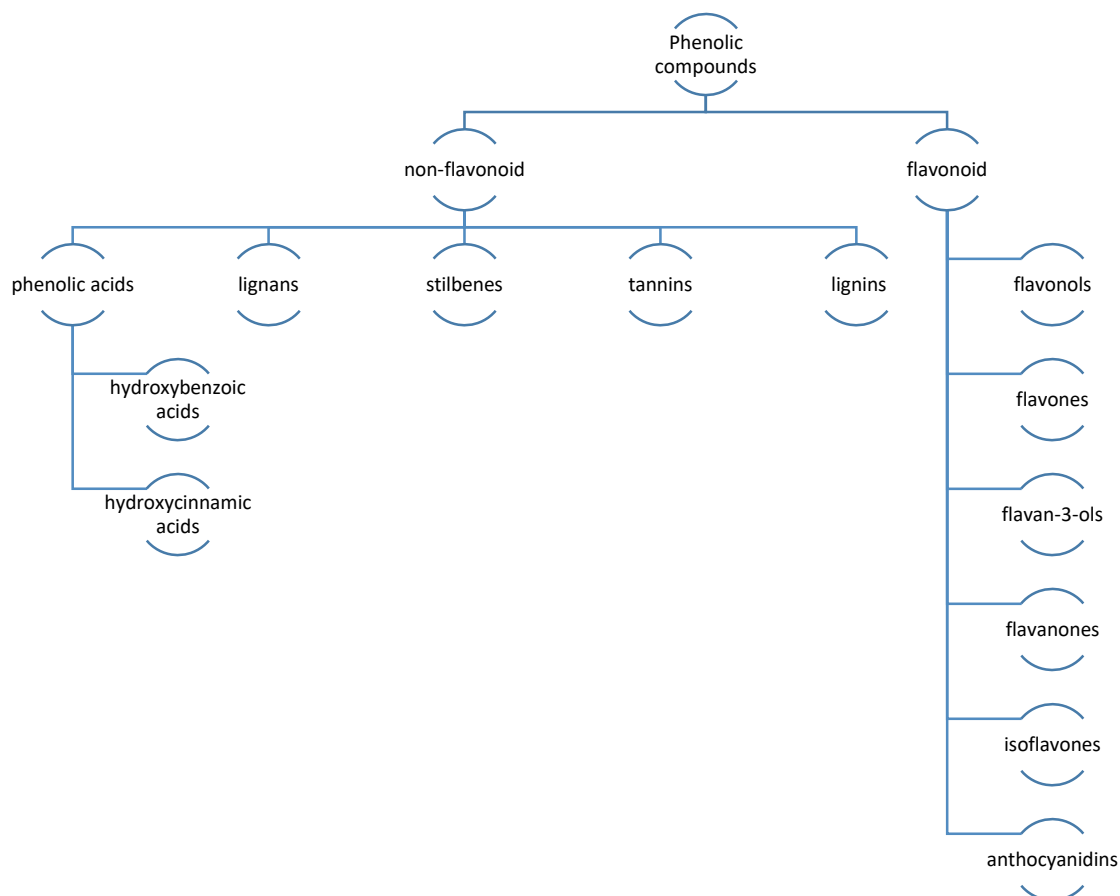 Phenolic
compounds
non-flavonoid
flavonoid
phenolic acids
lignans
stilbenes
tannins
lignins
flavonols
hydroxybenzoic
acids
flavones
hydroxycinnamic
acids
flavan-3-ols
flavanones
isoflavones
anthocyanidins